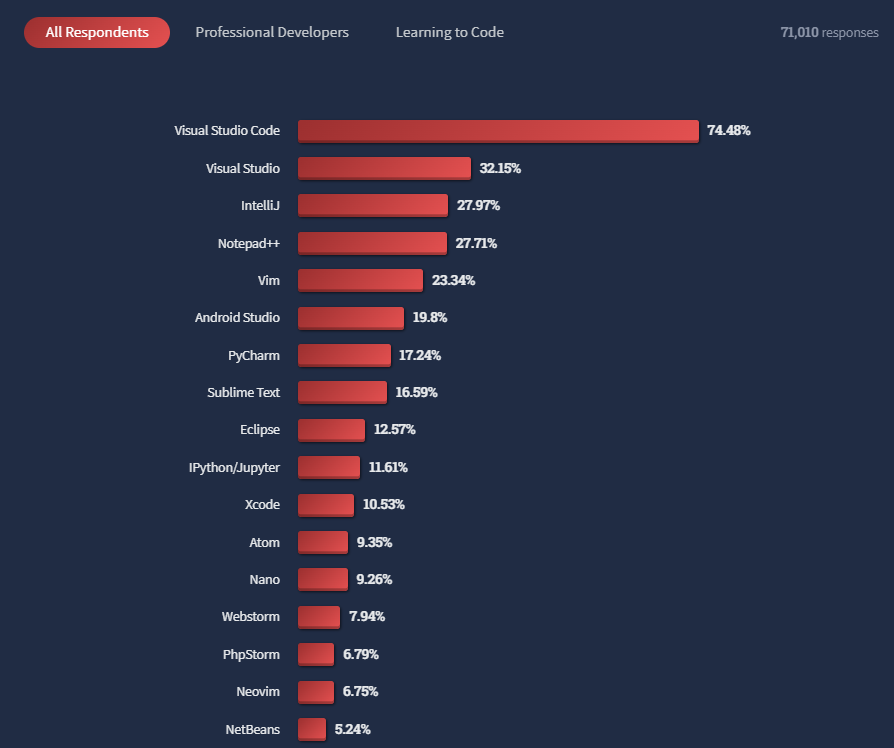 All Respondents Professional Developers Learning to Code 71,010 responses
Visual Studio Code 74.48%
Visual Studio 32.15%
IntelliJ 27.97%
Notepad++ 27.71%
Vim 23.34%
Android Studio 19.8%
PyCharm 17.24%
Sublime Text 16.59%
Eclipse 12.57%
IPython/Jupyter 11.61%
Xcode 10.53%
Atom 9.35%
Nano 9.26%
Webstorm 7.94%
PhpStorm 6.79%
Neovim 6.75%
NetBeans 5.24%